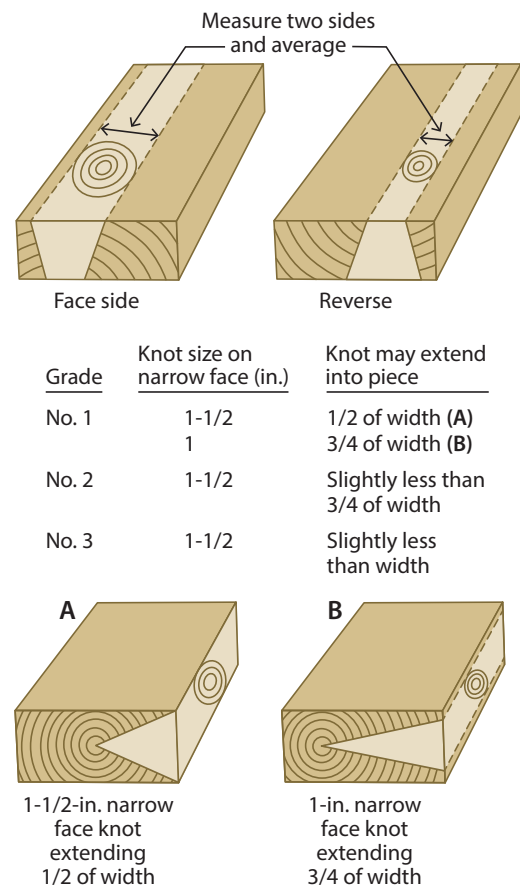 Measure two sides
and average
Face side
Reverse
Grade
Knot size on
narrow face (in.)
Knot may extend
into piece
No. 1
1-1/2
1/2 of width (A)
1
3/4 of width (B)
No. 2
1-1/2
Slightly less than
3/4 of width
No. 3
1-1/2
Slightly less
than width
A
B
1-1/2-in. narrow
face knot
extending
1/2 of width
1-in. narrow
face knot
extending
3/4 of width